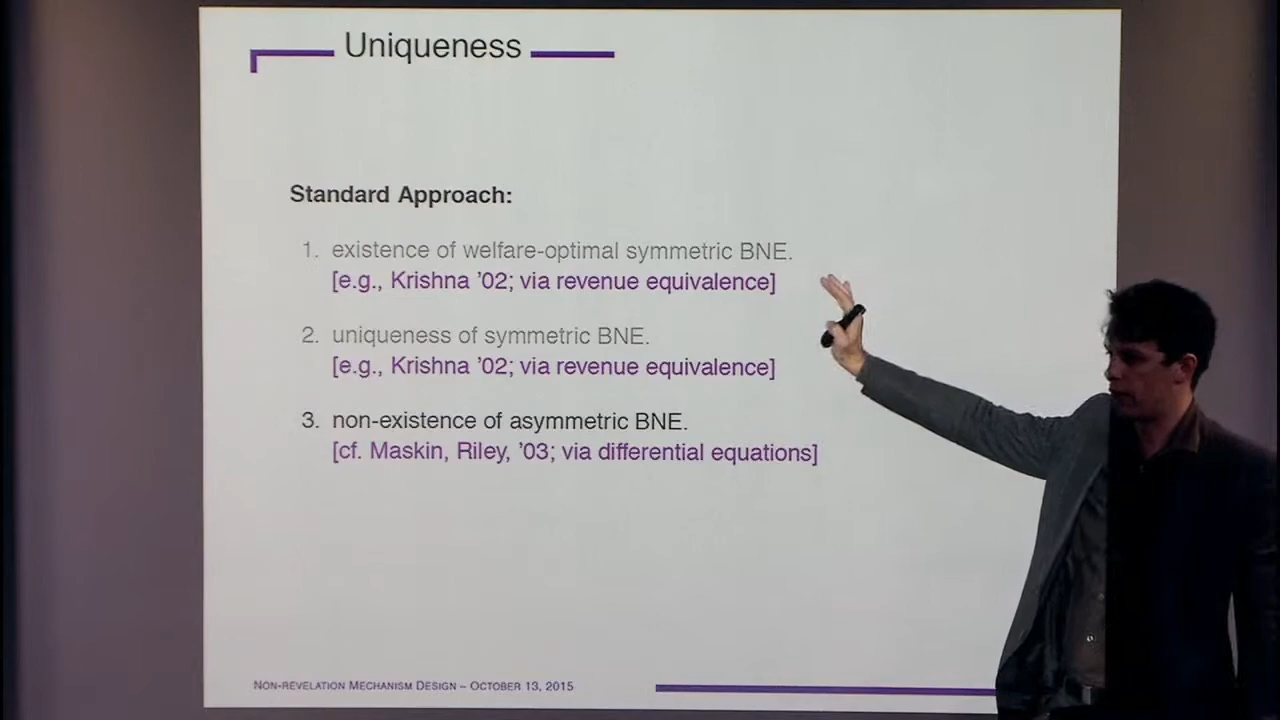 Uniqueness
Standard Approach:
1. existence of welfare-optimal symmetric BNE.
[e.g., Krishna ’02; via revenue equivalence]
2. uniqueness of symmetric BNE.
[e.g., Krishna ’02; via revenue equivalence]
3. non-existence of asymmetric BNE.
[cf. Maskin, Riley, ’03; via differential equations]
NON-REVELATION MECHANISM DESIGN – OCTOBER 13, 2015